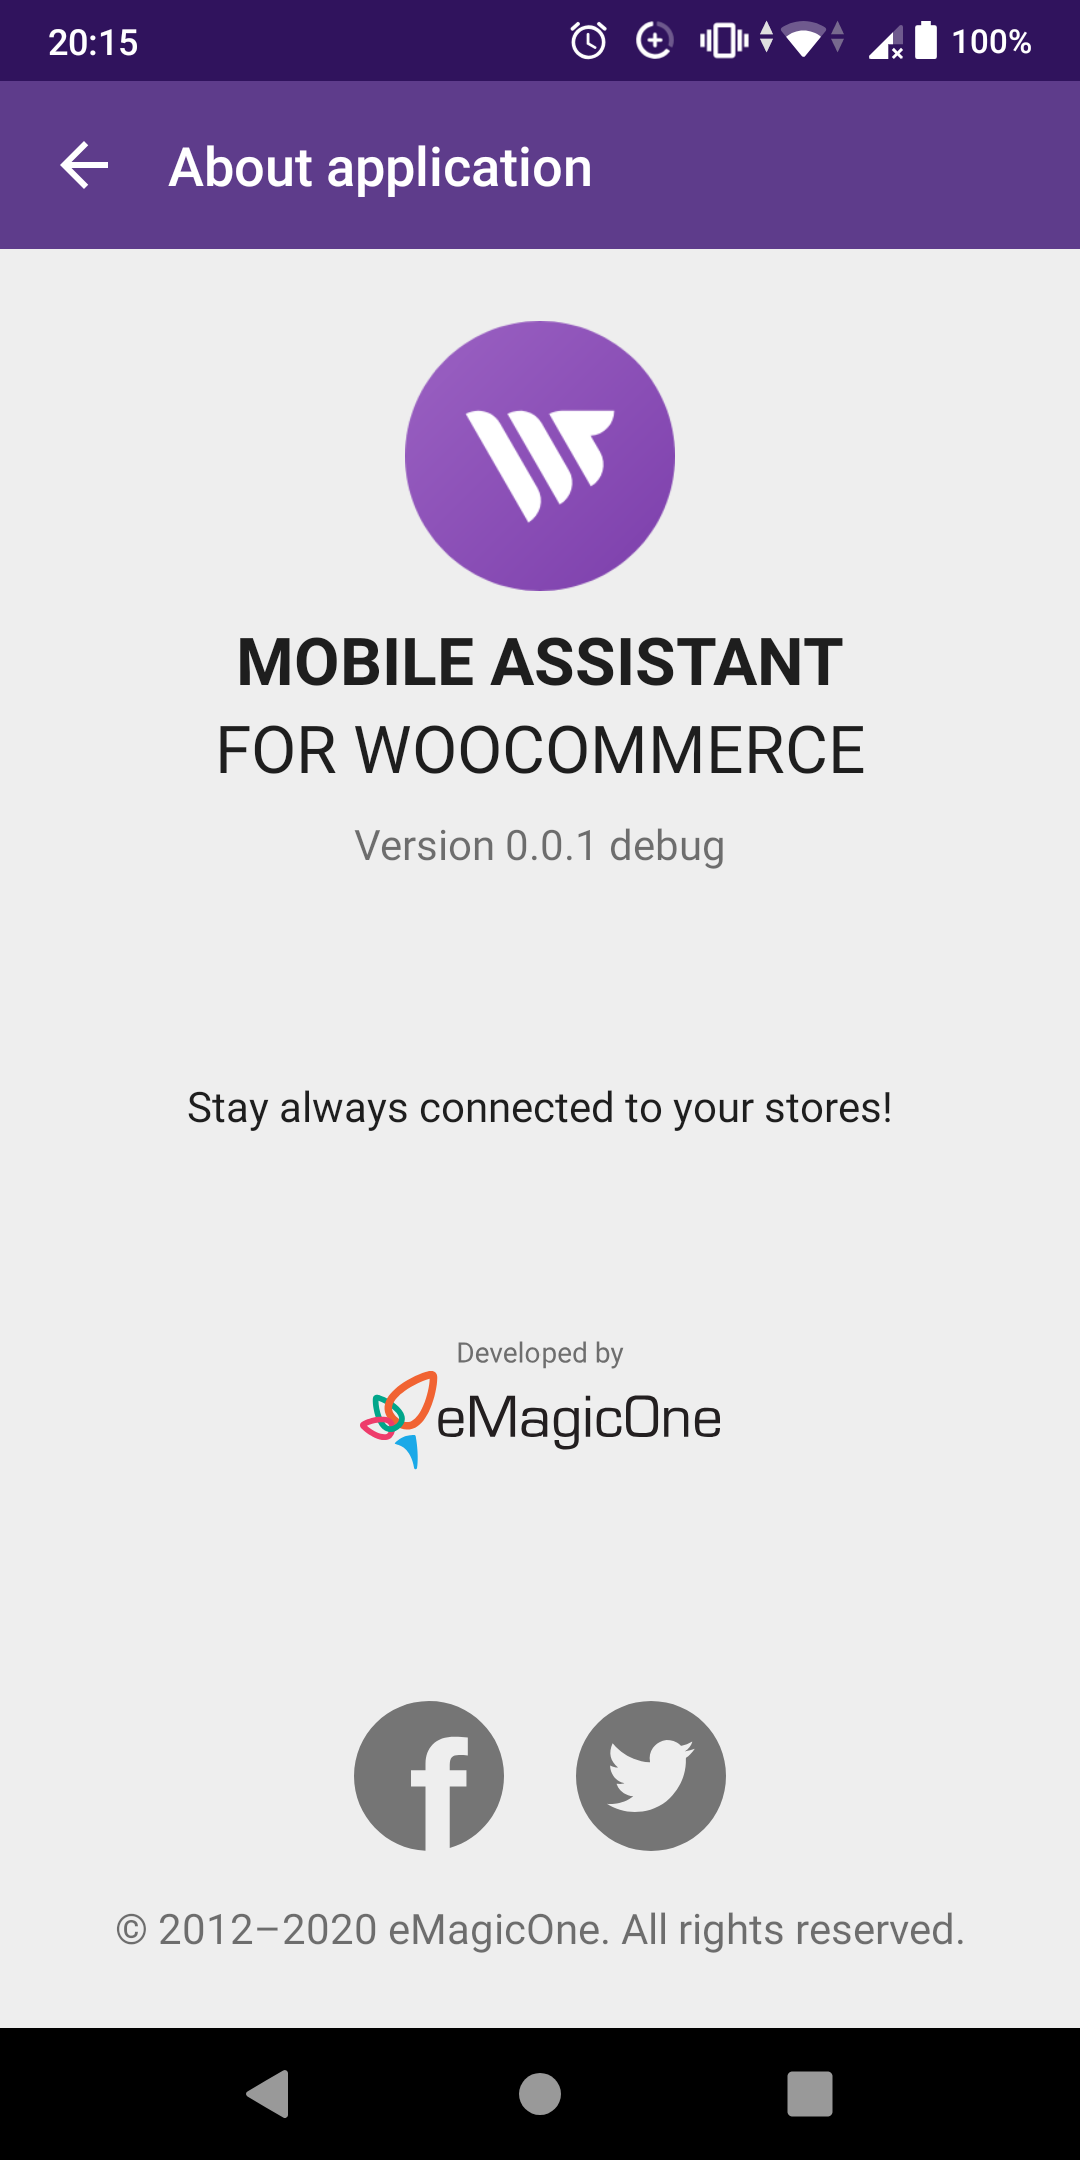 20:15
100%
About application
MOBILE ASSISTANT
FOR WOOCOMMERCE
Version 0.0.1 debug
Stay always connected to your stores!
Developed by
eMagicOne
© 2012–2020 eMagicOne. All rights reserved.